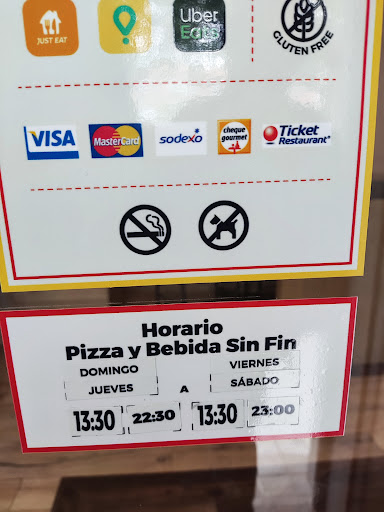 JUST EAT
Uber
Eats
GLUTEN FREE
VISA
MasterCard
sodexo
cheque
gourmet
Ticket
Restaurant
Horario
Pizza y Bebida Sin Fin
DOMINGO VIERNES
JUEVES A SÁBADO
13:30 22:30 13:30 23:00